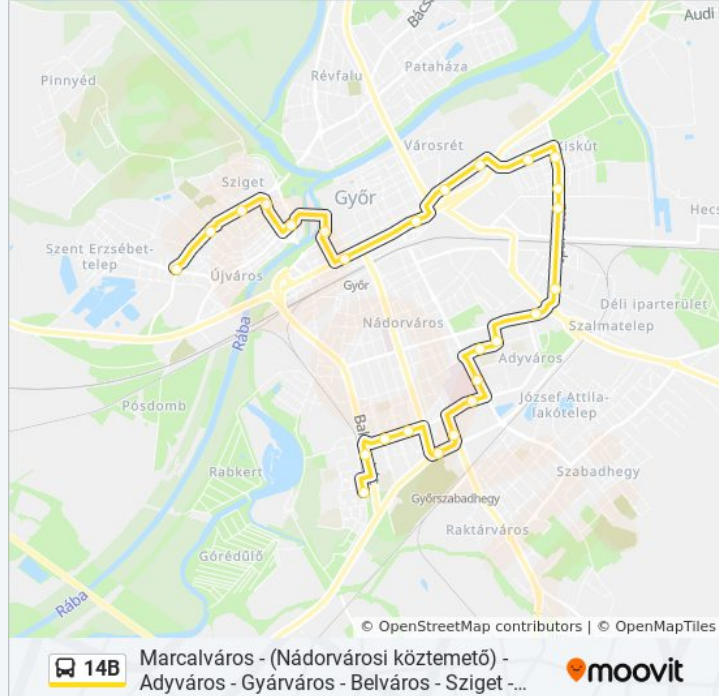 Audi
Bácsa
Pinnyéd
Révfalu
Pataháza
Városrét
Kiskút
Sziget
Győr
Hecs
Szent Erzsébet-
telep
Újváros
Győr
Déli iparterület
Nádorváros
Szalmatelep
Rába
Adyváros
Pósdomb
József Attila-
lakótelep
Rabkert
Szabadhegy
Győrszabadhegy
Raktárváros
Górédűlő
Rába
© OpenStreetMap contributors | © OpenMapTiles
14B
Marcalváros - (Nádorvárosi köztemető) -
Adyváros - Gyárváros - Belváros - Sziget -...
moovit